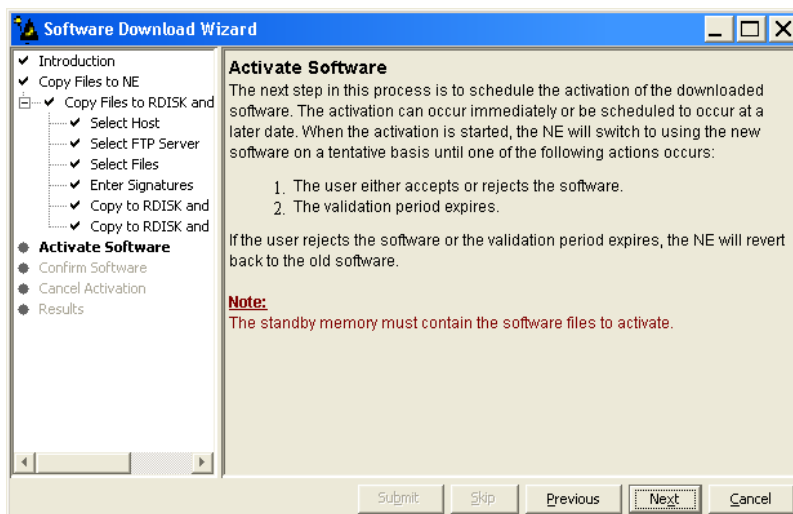 Software Download Wizard
Introduction
Copy Files to NE
Copy Files to RDISK and
Select Host
Select FTP Server
Select Files
Enter Signatures
Copy to RDISK and
Copy to RDISK and
Activate Software
Confirm Software
Cancel Activation
Results
Activate Software
The next step in this process is to schedule the activation of the downloaded
software. The activation can occur immediately or be scheduled to occur at a
later date. When the activation is started, the NE will switch to using the new
software on a tentative basis until one of the following actions occurs:
1. The user either accepts or rejects the software.
2. The validation period expires.
If the user rejects the software or the validation period expires, the NE will revert
back to the old software.
Note:
The standby memory must contain the software files to activate.
Submit Skip Previous Next Cancel